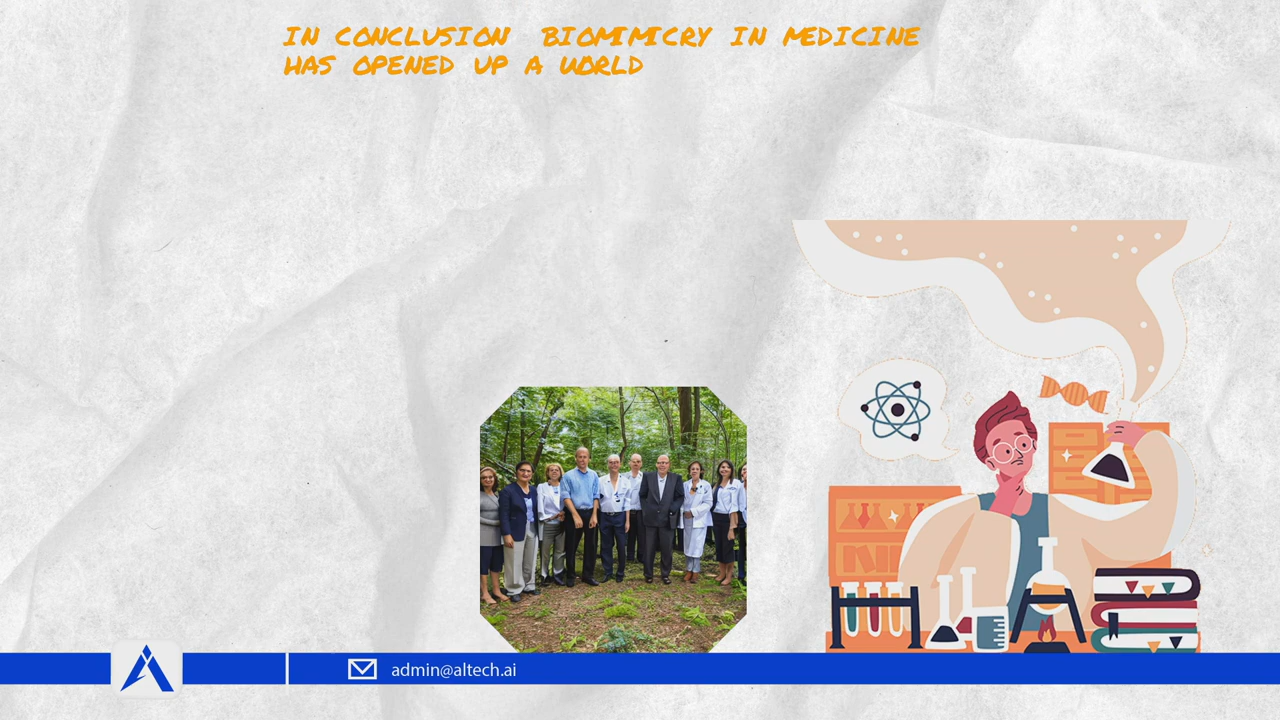 IN CONCLUSION BIOMIMICRY IN MEDICINE
HAS OPENED UP A WORLD
admin@altech.ai